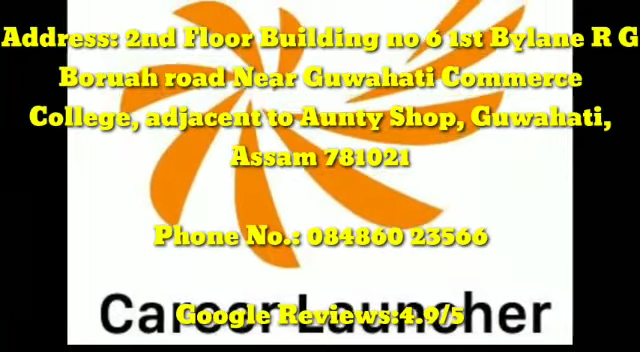 Address: 2nd Floor Building no 6 1st Bylane R G
Boruah road Near Guwahati Commerce
College, adjacent to Aunty Shop, Guwahati,
Assam 781021
Phone No.: 084860 23566
Career Launcher
Google Reviews:4.9/5